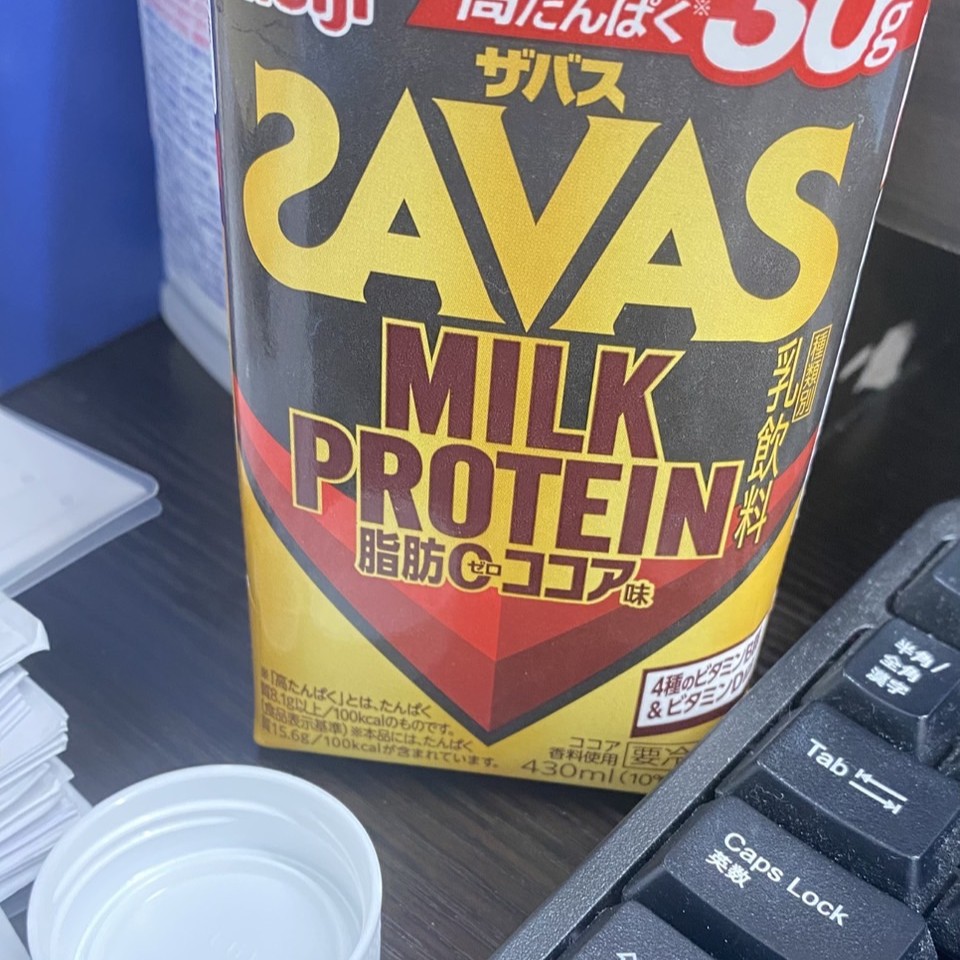 高たんぱく※
30g
ザバス
SAVAS
MILK
PROTEIN
種類別
乳飲料
脂肪0ゼロココア味
4種のビタミンB
&ビタミンD
※「高たんぱく」とは、たんぱく
質8.1g以上/100kcalのものです。
(食品表示基準)※本品には、たんぱく
質15.6g/100kcalが含まれています。
ココア
香料使用
要冷
430ml(10%
半角/
全角
漢字
Tab
Caps Lock
英数